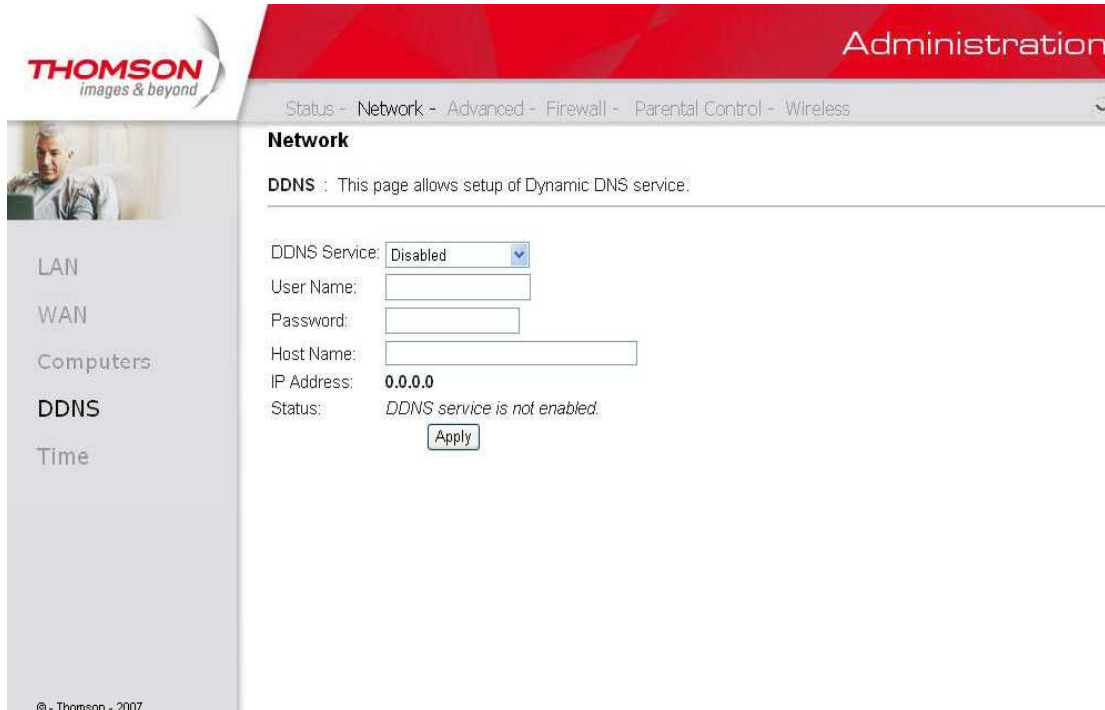 THOMSON
images & beyond
Administration
Status - Network - Advanced - Firewall - Parental Control - Wireless
Network
DDNS : This page allows setup of Dynamic DNS service.
LAN
WAN
Computers
DDNS
Time
DDNS Service: Disabled
User Name:
Password:
Host Name:
IP Address: 0.0.0.0
Status: DDNS service is not enabled.
Apply
© - Thomson - 2007